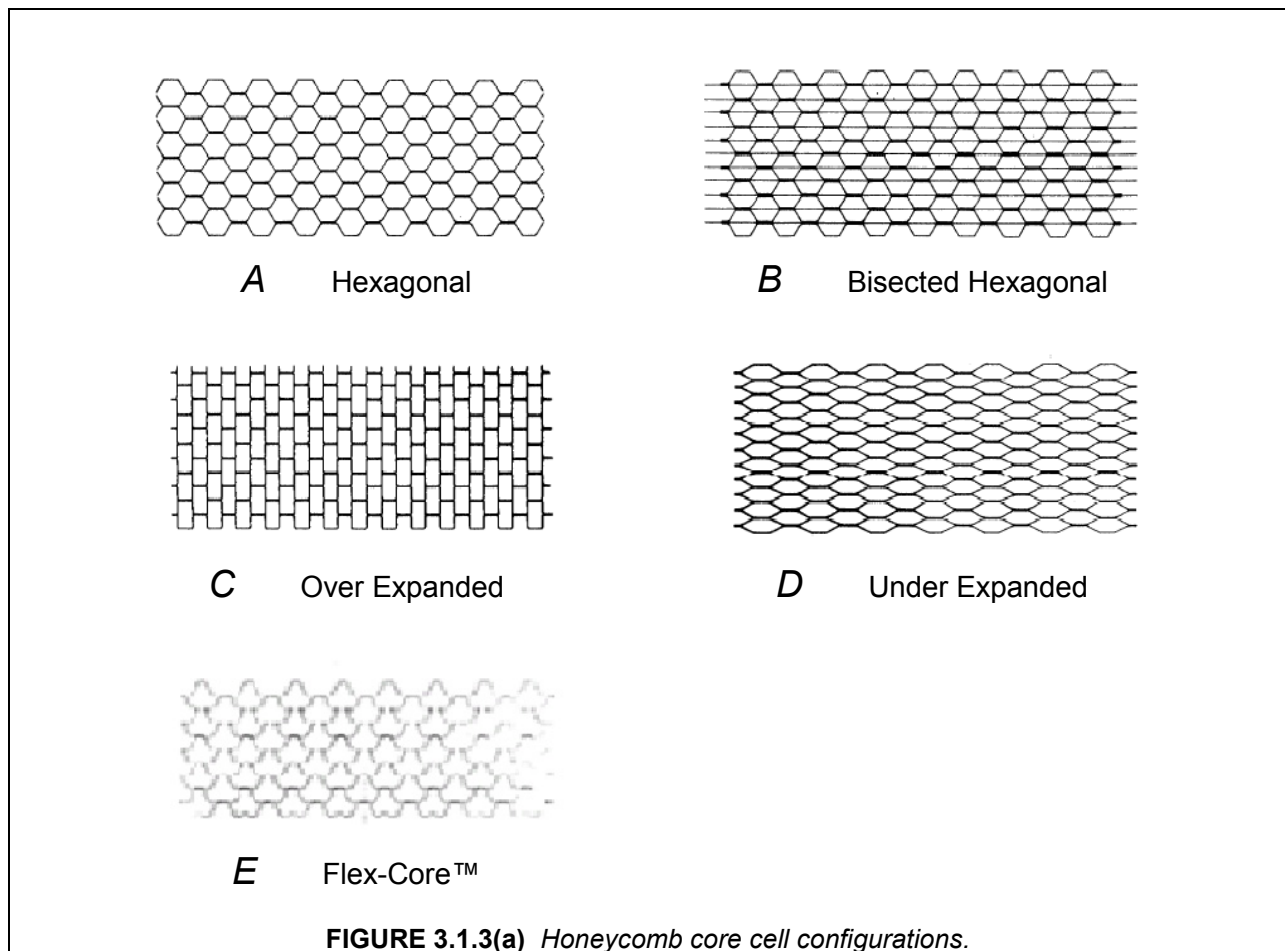 A Hexagonal
B Bisected Hexagonal
C Over Expanded
D Under Expanded
E Flex-Core™
FIGURE 3.1.3(a) Honeycomb core cell configurations.